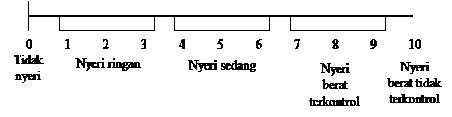 0 1 2 3 4 5 6 7 8 9 10
Tidak
nyeri
Nyeri ringan
Nyeri sedang
Nyeri
berat
terkontrol
Nyeri
berat tidak
terkontrol